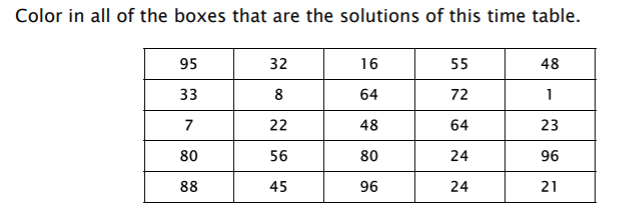 Color in all of the boxes that are the solutions of this time table.
95 32 16 55 48
33 8 64 72 1
7 22 48 64 23
80 56 80 24 96
88 45 96 24 21